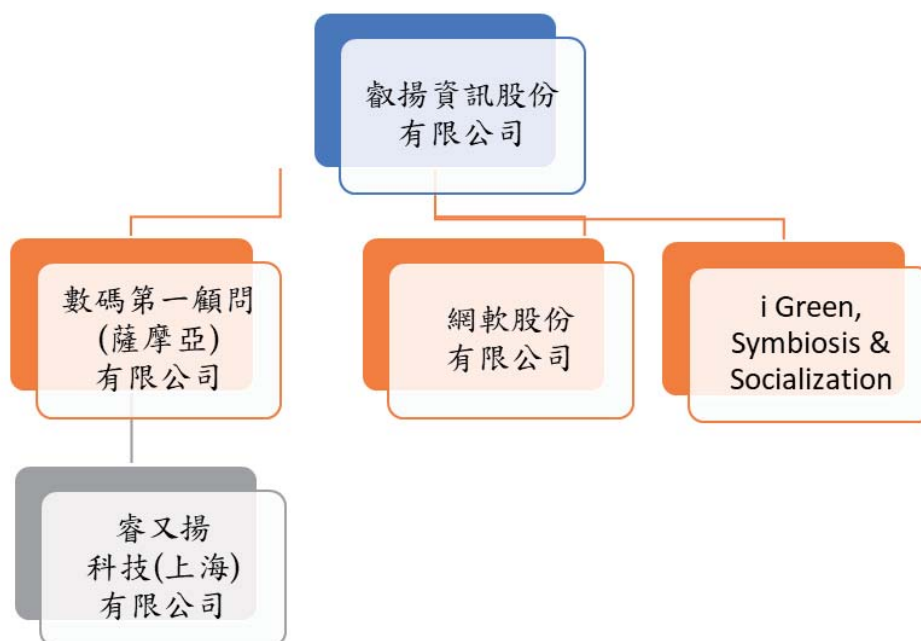 叡揚資訊股份
有限公司
數碼第一顧問
(薩摩亞)
有限公司
網軟股份
有限公司
i Green,
Symbiosis &
Socialization
睿又揚
科技(上海)
有限公司